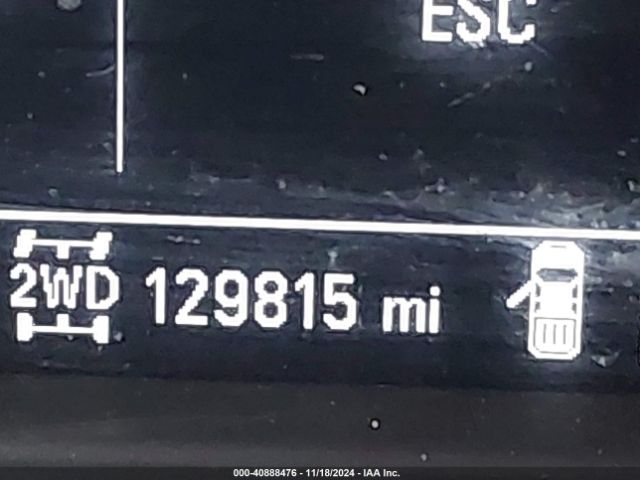 ESC
2WD 129815 mi
000-40888476 - 11/18/2024 - IAA Inc.